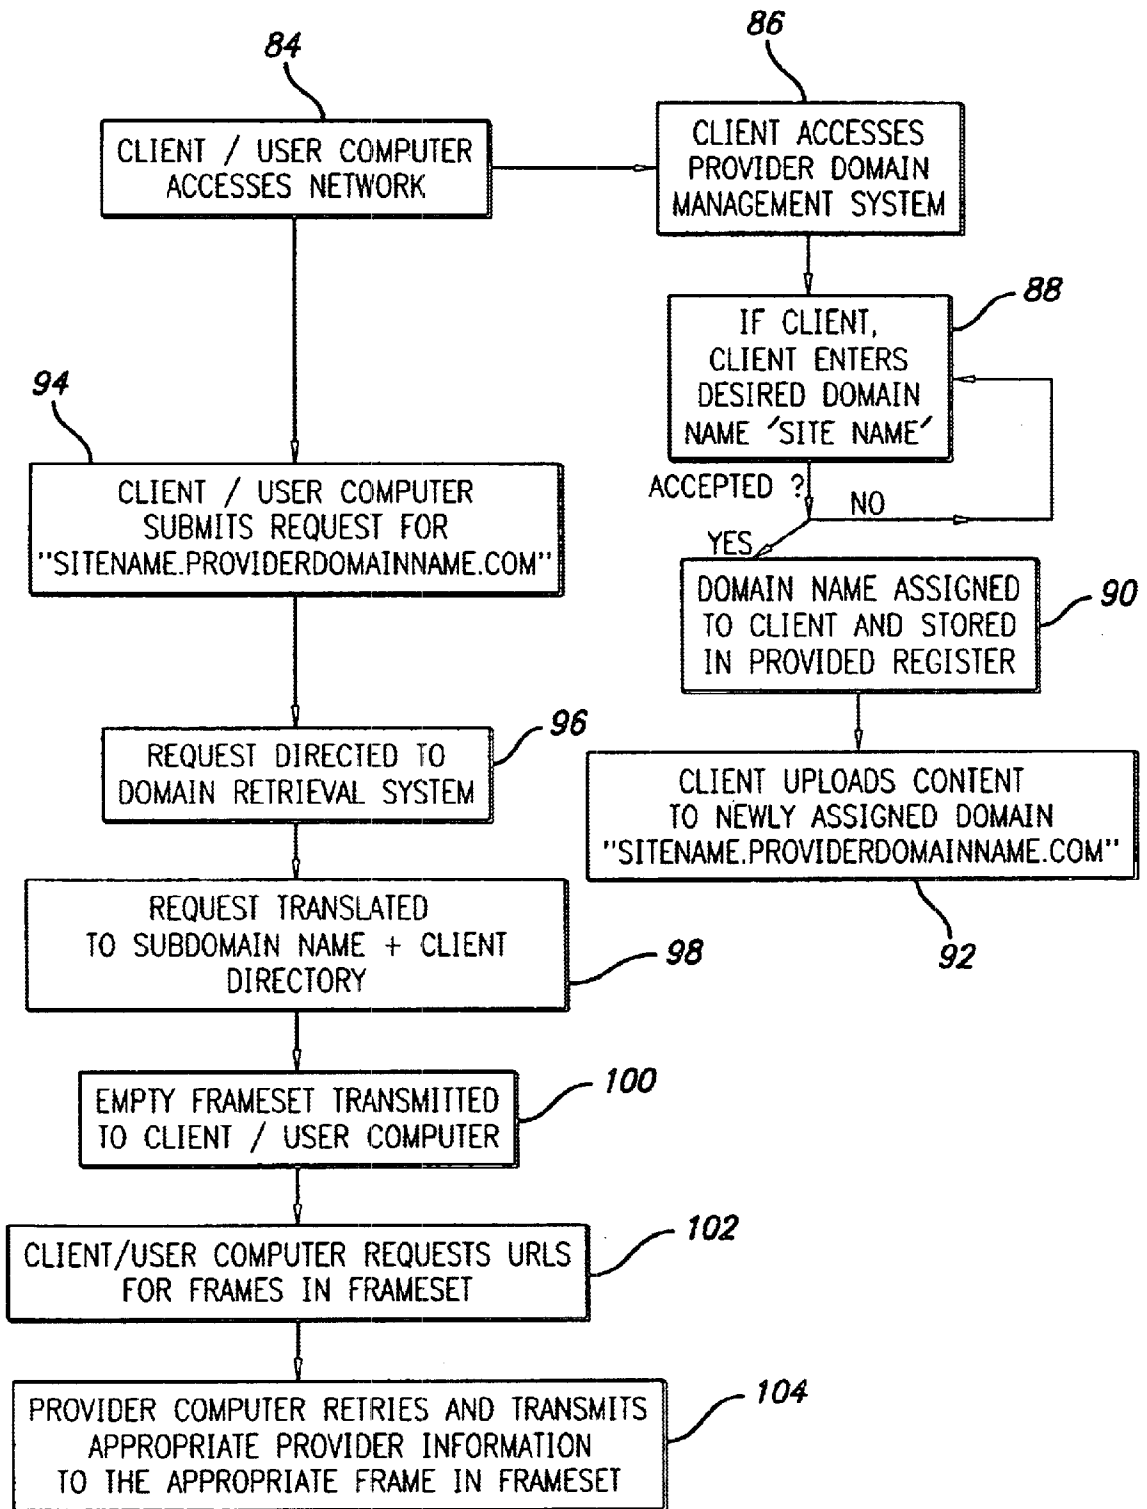 84
CLIENT / USER COMPUTER
ACCESSES NETWORK
86
CLIENT ACCESSES
PROVIDER DOMAIN
MANAGEMENT SYSTEM
88
IF CLIENT,
CLIENT ENTERS
DESIRED DOMAIN
NAME 'SITE NAME'
ACCEPTED ?
NO
YES
90
DOMAIN NAME ASSIGNED
TO CLIENT AND STORED
IN PROVIDED REGISTER
CLIENT UPLOADS CONTENT
TO NEWLY ASSIGNED DOMAIN
"SITENAME.PROVIDERDOMAINNAME.COM"
92
94
CLIENT / USER COMPUTER
SUBMITS REQUEST FOR
"SITENAME.PROVIDERDOMAINNAME.COM"
96
REQUEST DIRECTED TO
DOMAIN RETRIEVAL SYSTEM
REQUEST TRANSLATED
TO SUBDOMAIN NAME + CLIENT
DIRECTORY
98
EMPTY FRAMESET TRANSMITTED
TO CLIENT / USER COMPUTER
100
CLIENT/USER COMPUTER REQUESTS URLS
FOR FRAMES IN FRAMESET
102
PROVIDER COMPUTER RETRIES AND TRANSMITS
APPROPRIATE PROVIDER INFORMATION
TO THE APPROPRIATE FRAME IN FRAMESET
104